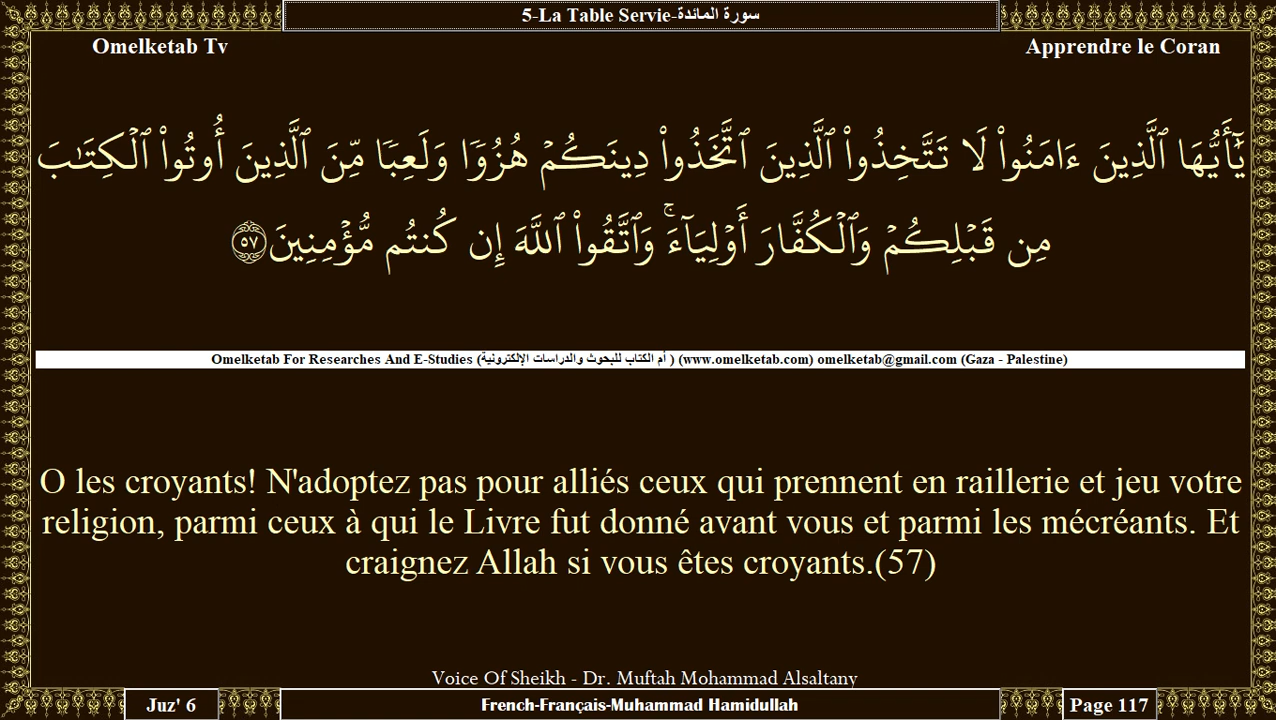 5-La Table Servie-سورة المائدة
Omelketab Tv
Apprendre le Coran
يَٰٓأَيُّهَا ٱلَّذِينَ ءَامَنُوا۟ لَا تَتَّخِذُوا۟ ٱلَّذِينَ ٱتَّخَذُوا۟ دِينَكُمْ هُزُوًا وَلَعِبًا مِّنَ ٱلَّذِينَ أُوتُوا۟ ٱلْكِتَٰبَ
مِن قَبْلِكُمْ وَٱلْكُفَّارَ أَوْلِيَآءَ ۚ وَٱتَّقُوا۟ ٱللَّهَ إِن كُنتُم مُّؤْمِنِينَ ٥٧
Omelketab For Researches And E-Studies (أم الكتاب للبحوث والدراسات الإلكترونية ) (www.omelketab.com) omelketab@gmail.com (Gaza - Palestine)
O les croyants! N'adoptez pas pour alliés ceux qui prennent en raillerie et jeu votre
religion, parmi ceux à qui le Livre fut donné avant vous et parmi les mécréants. Et
craignez Allah si vous êtes croyants.(57)
Voice Of Sheikh - Dr. Muftah Mohammad Alsaltany
Juz' 6
French-Français-Muhammad Hamidullah
Page 117